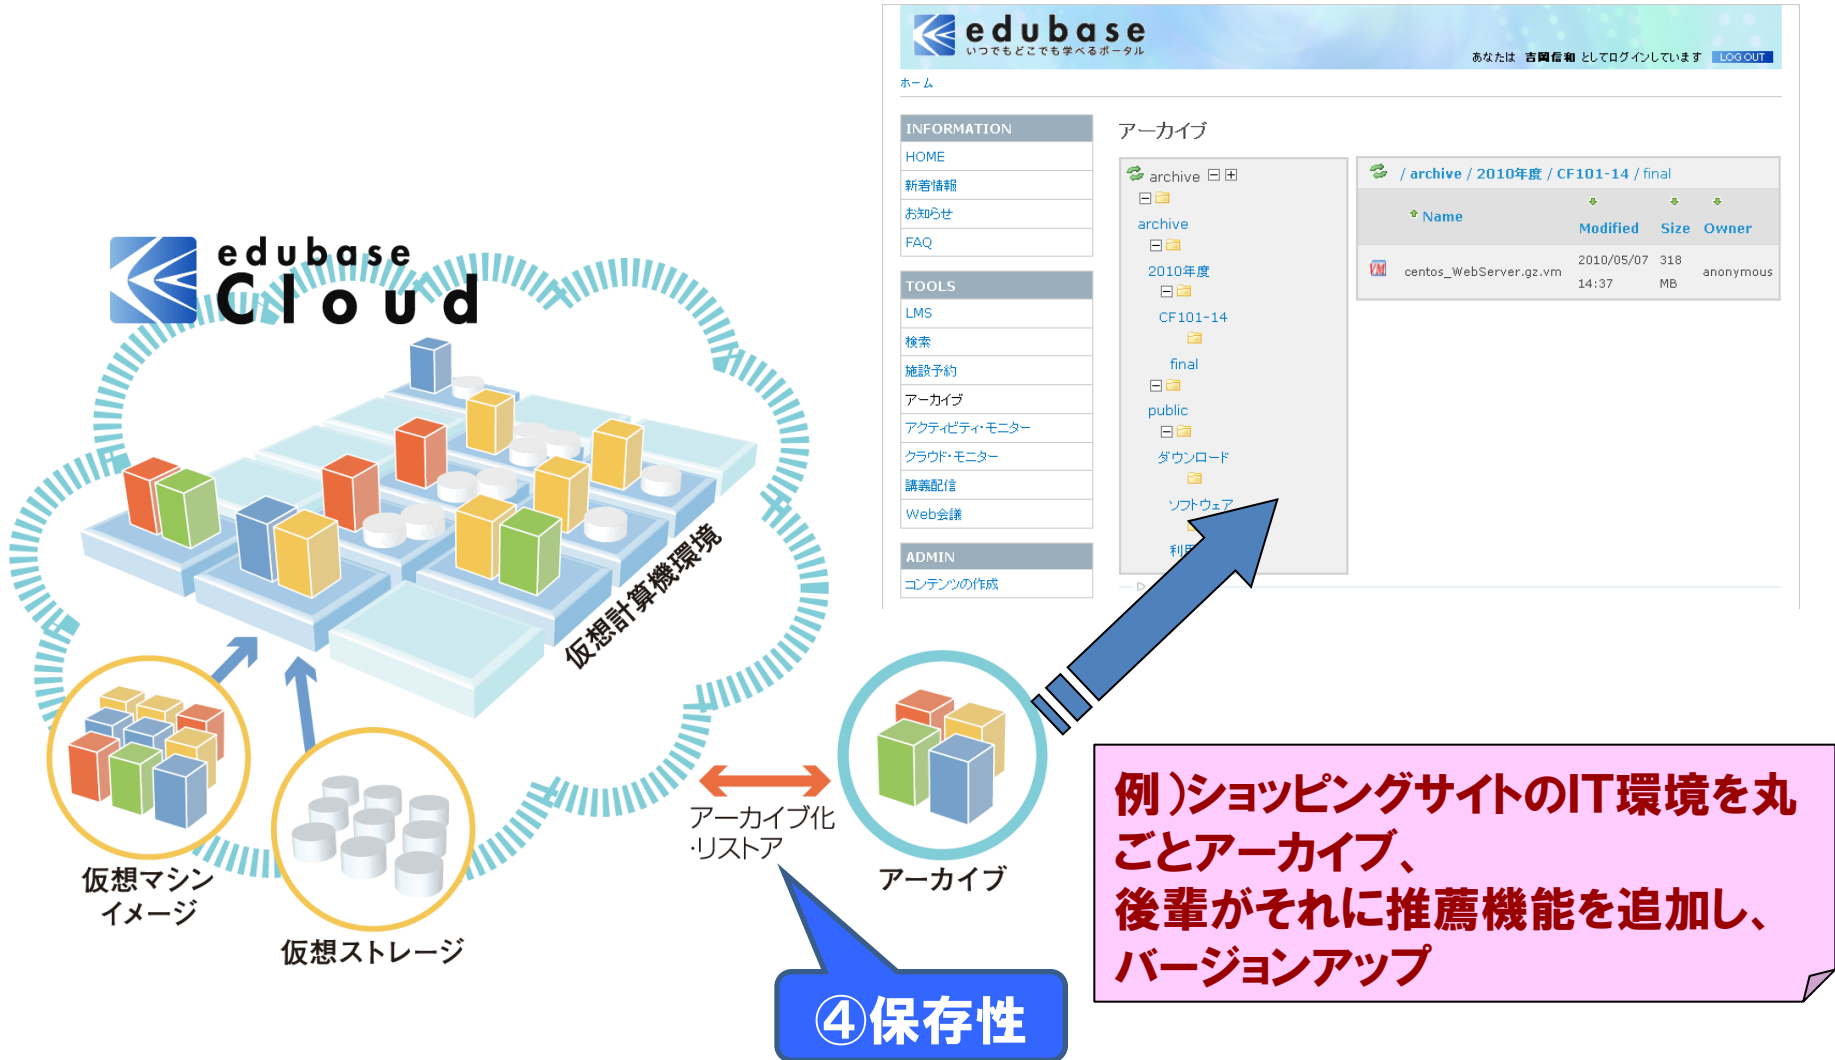 edubase
いつでもどこでも学べるポータル
あなたは 吉岡信和 としてログインしています LOG OUT
ホーム
INFORMATION
HOME
新着情報
お知らせ
FAQ
TOOLS
LMS
検索
施設予約
アーカイブ
アクティビティ・モニター
クラウド・モニター
講義配信
Web会議
ADMIN
コンテンツの作成
アーカイブ
archive
archive
2010年度
CF101-14
final
public
ダウンロード
ソフトウェア
利用
/ archive / 2010年度 / CF101-14 / final
Name Modified Size Owner
centos_WebServer.gz.vm 2010/05/07 14:37 318 MB anonymous
edubase
Cloud
仮想計算機環境
仮想マシン
イメージ
仮想ストレージ
アーカイブ化
・リストア
アーカイブ
④保存性
例）ショッピングサイトのIT環境を丸
ごとアーカイブ、
後輩がそれに推薦機能を追加し、
バージョンアップ